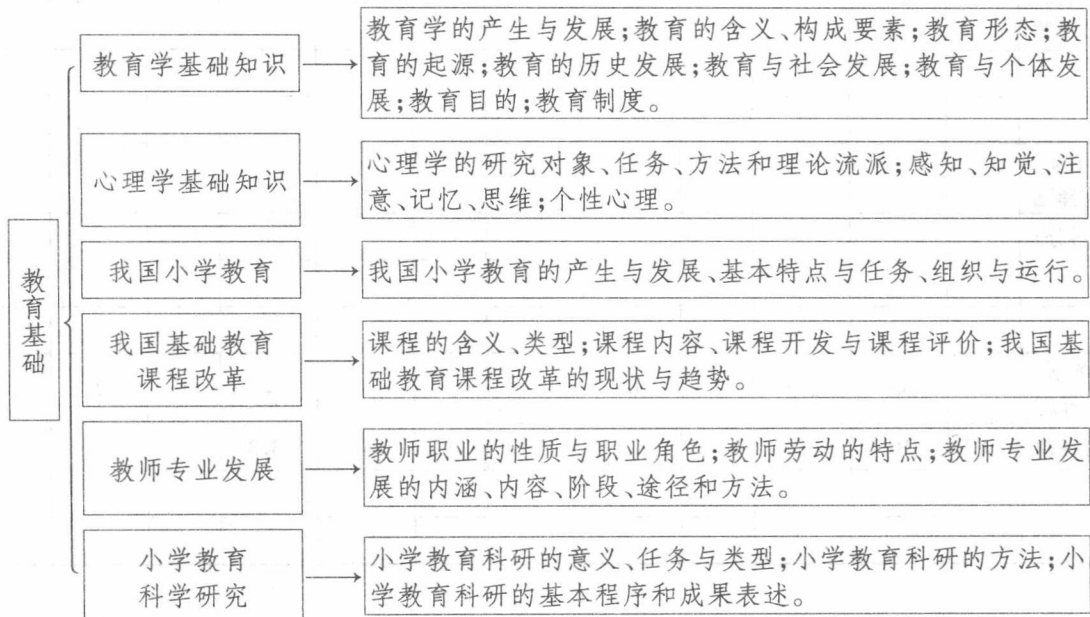 教育基础
教育学基础知识
教育学的产生与发展;教育的含义、构成要素;教育形态;教
育的起源;教育的历史发展;教育与社会发展;教育与个体发
展;教育目的;教育制度。
心理学基础知识
心理学的研究对象、任务、方法和理论流派;感知、知觉、注
意、记忆、思维;个性心理。
我国小学教育
我国小学教育的产生与发展、基本特点与任务、组织与运行。
我国基础教育
课程改革
课程的含义、类型;课程内容、课程开发与课程评价;我国基
础教育课程改革的现状与趋势。
教师专业发展
教师职业的性质与职业角色;教师劳动的特点;教师专业发
展的内涵、内容、阶段、途径和方法。
小学教育
科学研究
小学教育科研的意义、任务与类型;小学教育科研的方法;小
学教育科研的基本程序和成果表述。